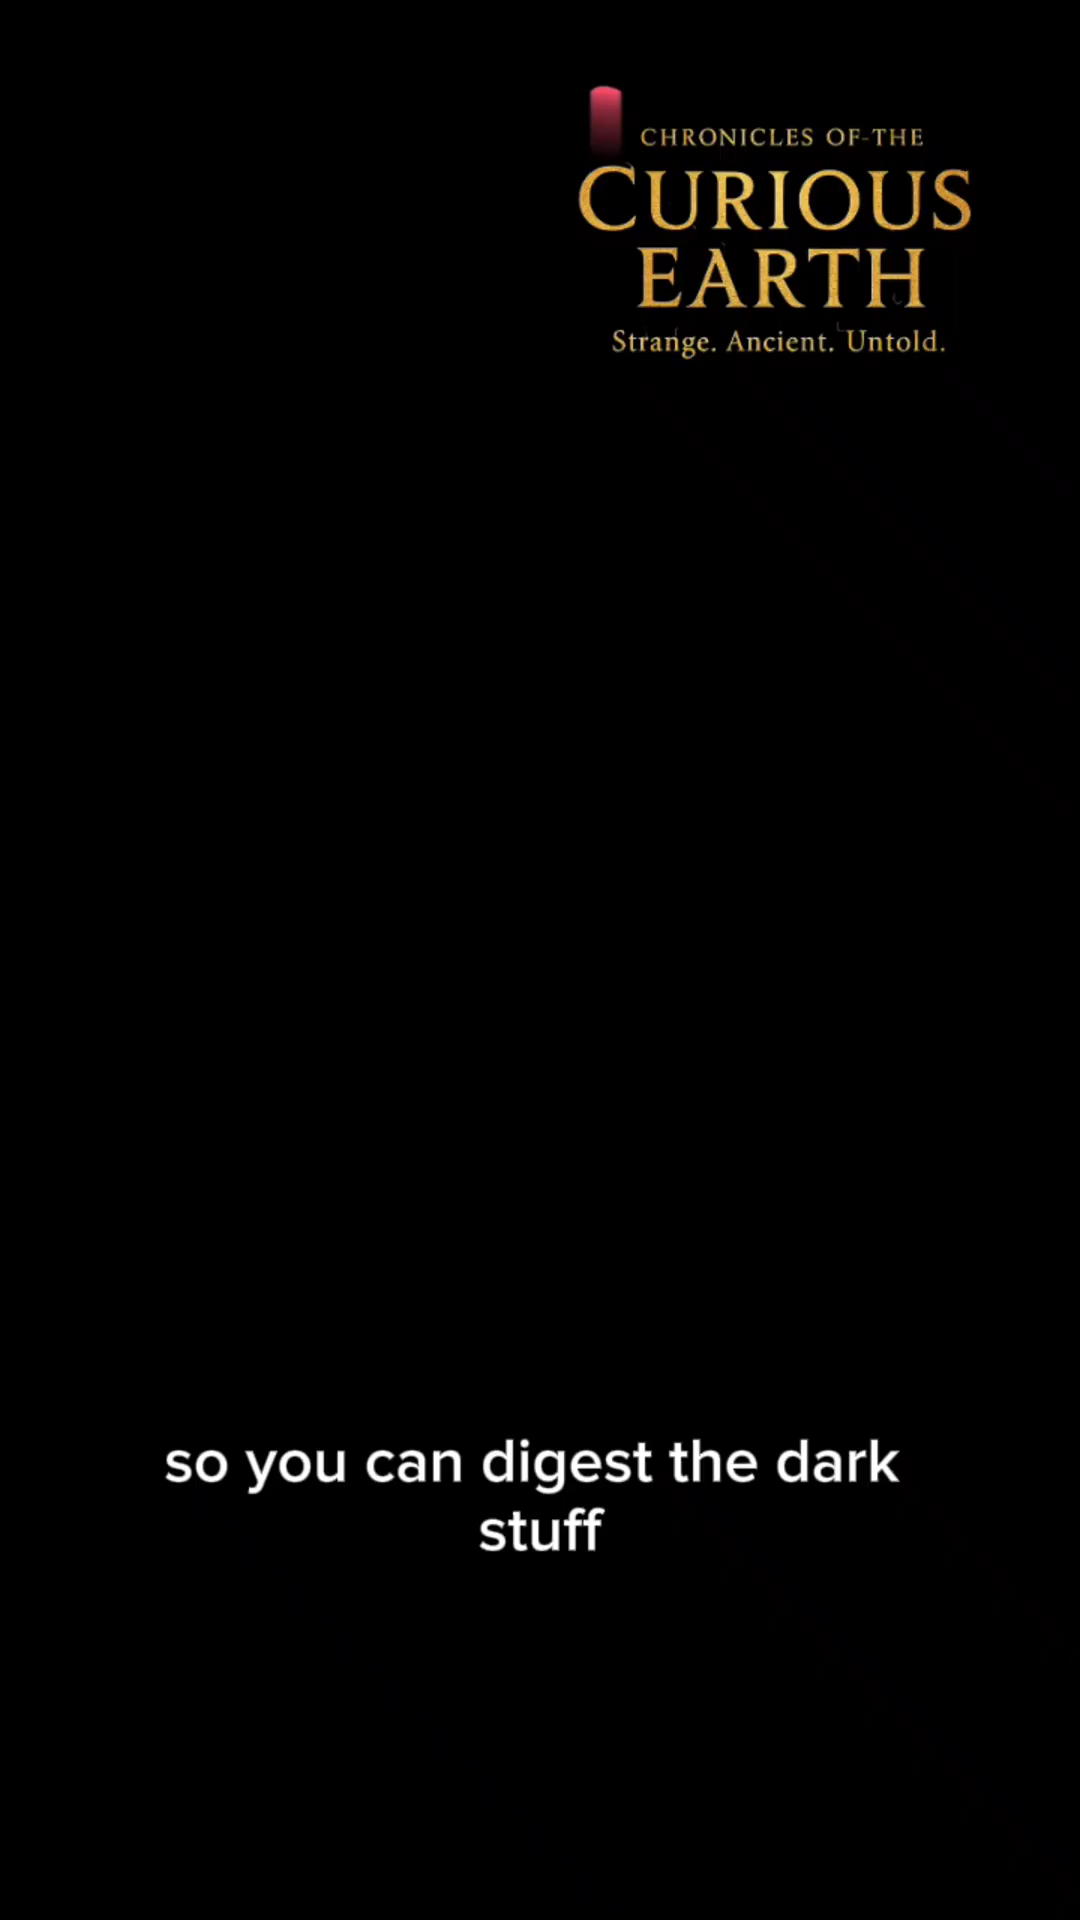 CHRONICLES OF-THE
CURIOUS
EARTH
Strange. Ancient. Untold.
so you can digest the dark
stuff